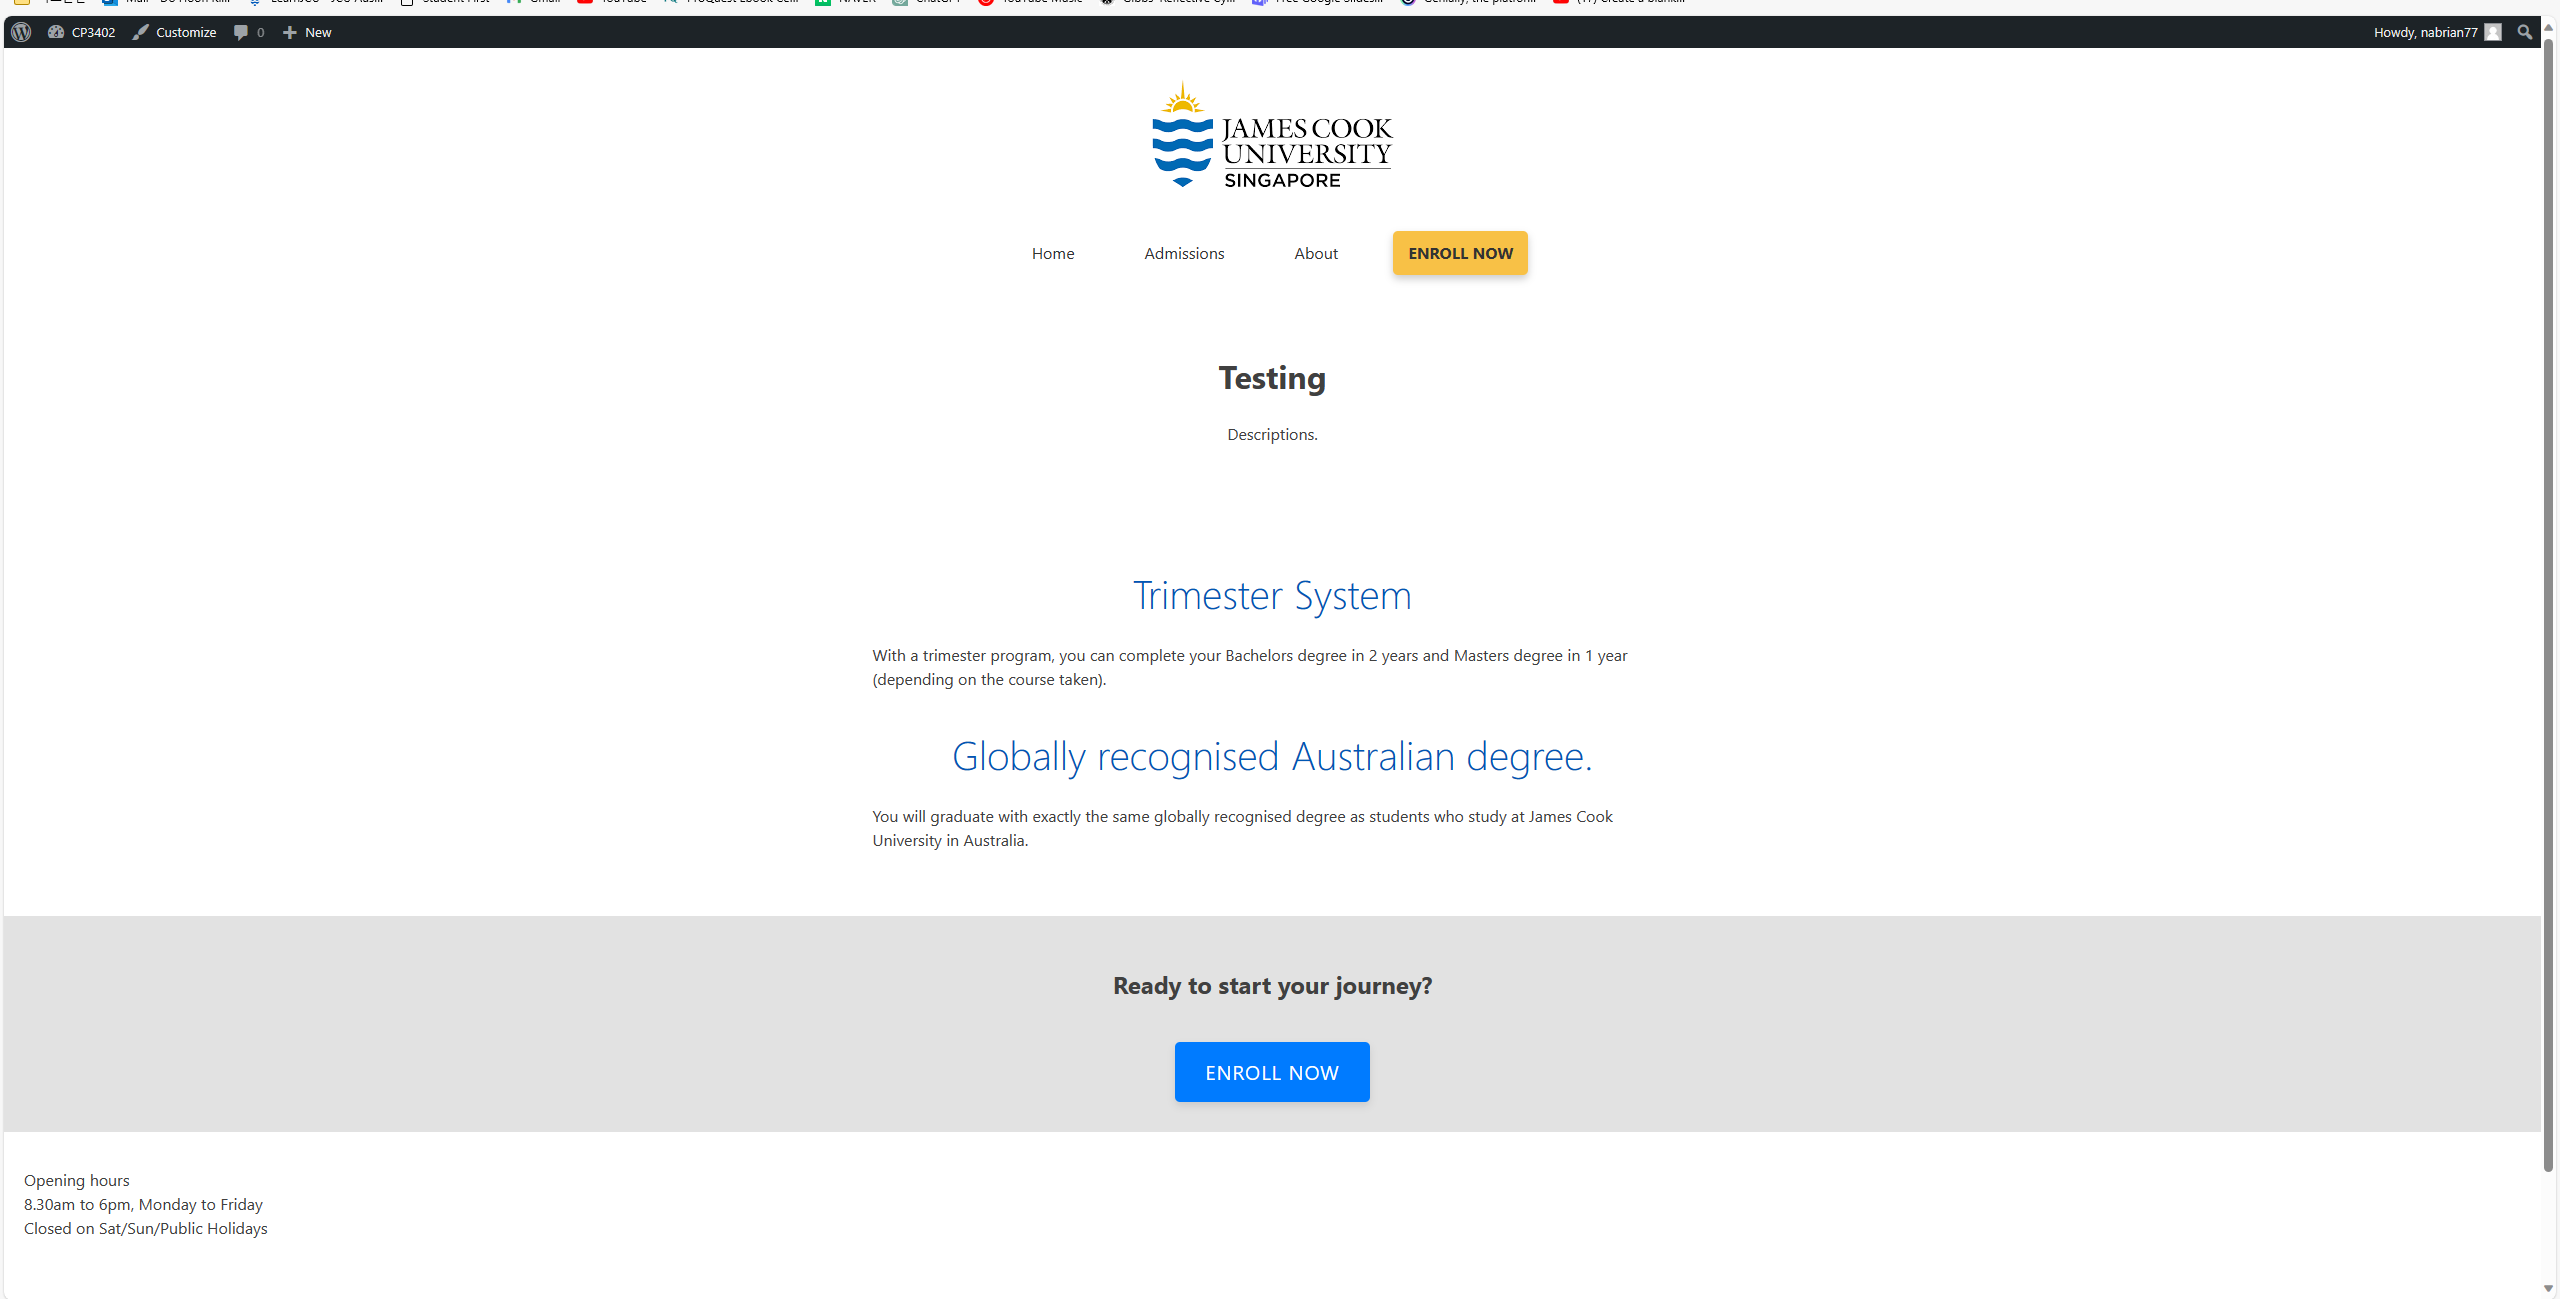 CP3402 Customize 0 New Howdy, nabrian77
JAMES COOK
UNIVERSITY
SINGAPORE
Home Admissions About ENROLL NOW
Testing
Descriptions.
Trimester System
With a trimester program, you can complete your Bachelors degree in 2 years and Masters degree in 1 year
(depending on the course taken).
Globally recognised Australian degree.
You will graduate with exactly the same globally recognised degree as students who study at James Cook
University in Australia.
Ready to start your journey?
ENROLL NOW
Opening hours
8.30am to 6pm, Monday to Friday
Closed on Sat/Sun/Public Holidays